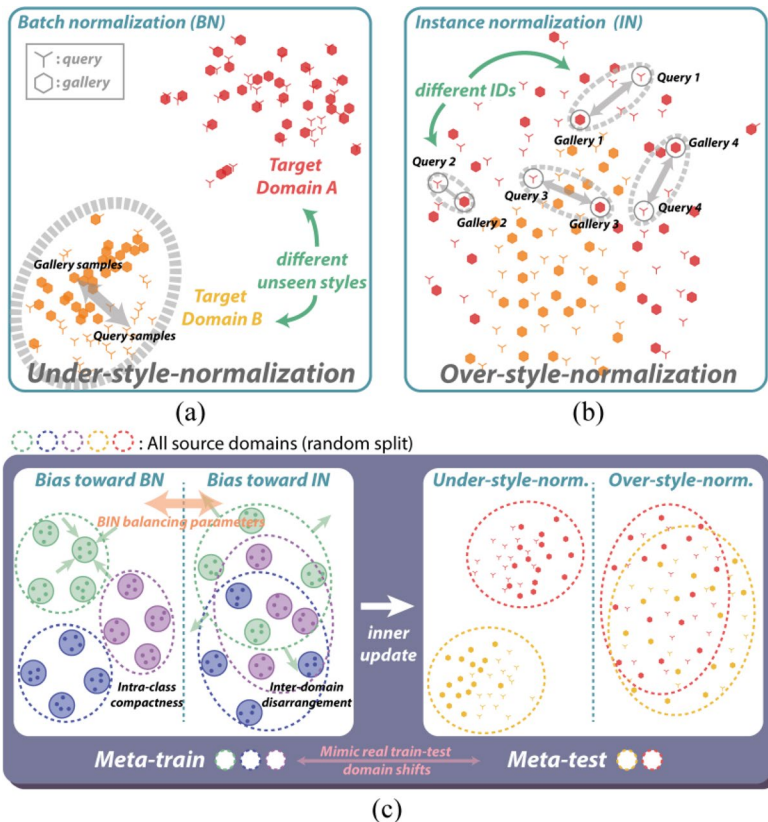 Batch normalization (BN)
: query
: gallery
Target
Domain A
different
unseen styles
Gallery samples
Target
Domain B
Query samples
Under-style-normalization
(a)
Instance normalization (IN)
different IDs
Query 1
Gallery 1
Gallery 4
Query 2
Query 3
Gallery 2
Gallery 3
Query 4
Over-style-normalization
(b)
: All source domains (random split)
Bias toward BN
Bias toward IN
BIN balancing parameters
Intra-class
compactness
Inter-domain
disarrangement
inner
update
Under-style-norm.
Over-style-norm.
Meta-train
Mimic real train-test
domain shifts
Meta-test
(c)